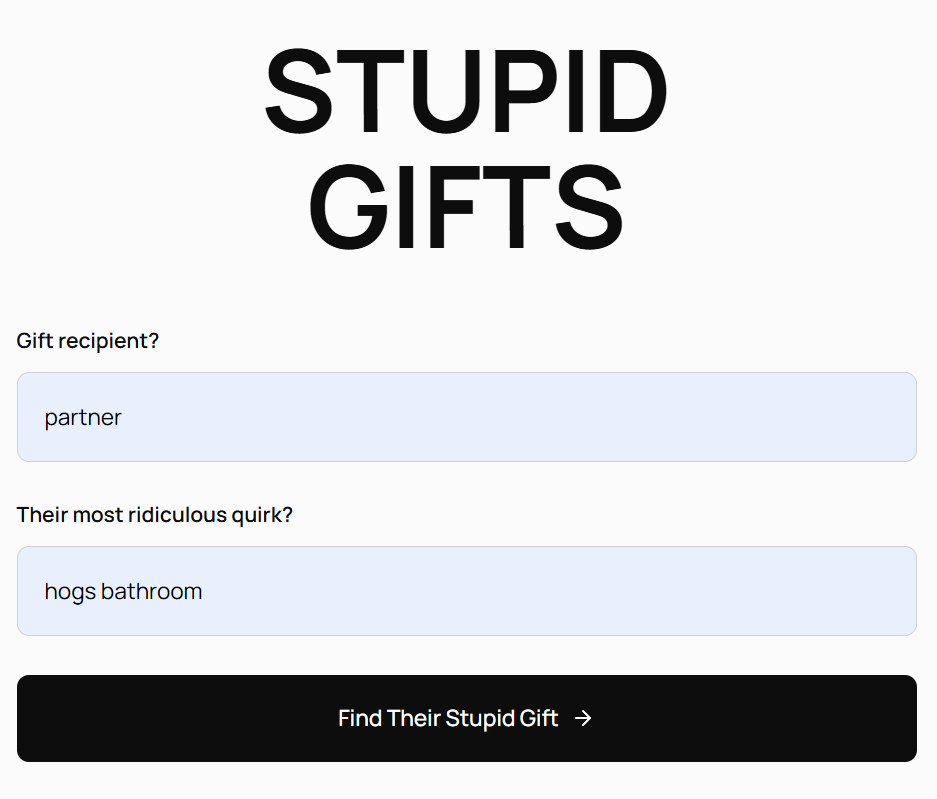 STUPID
GIFTS
Gift recipient?
partner
Their most ridiculous quirk?
hogs bathroom
Find Their Stupid Gift →